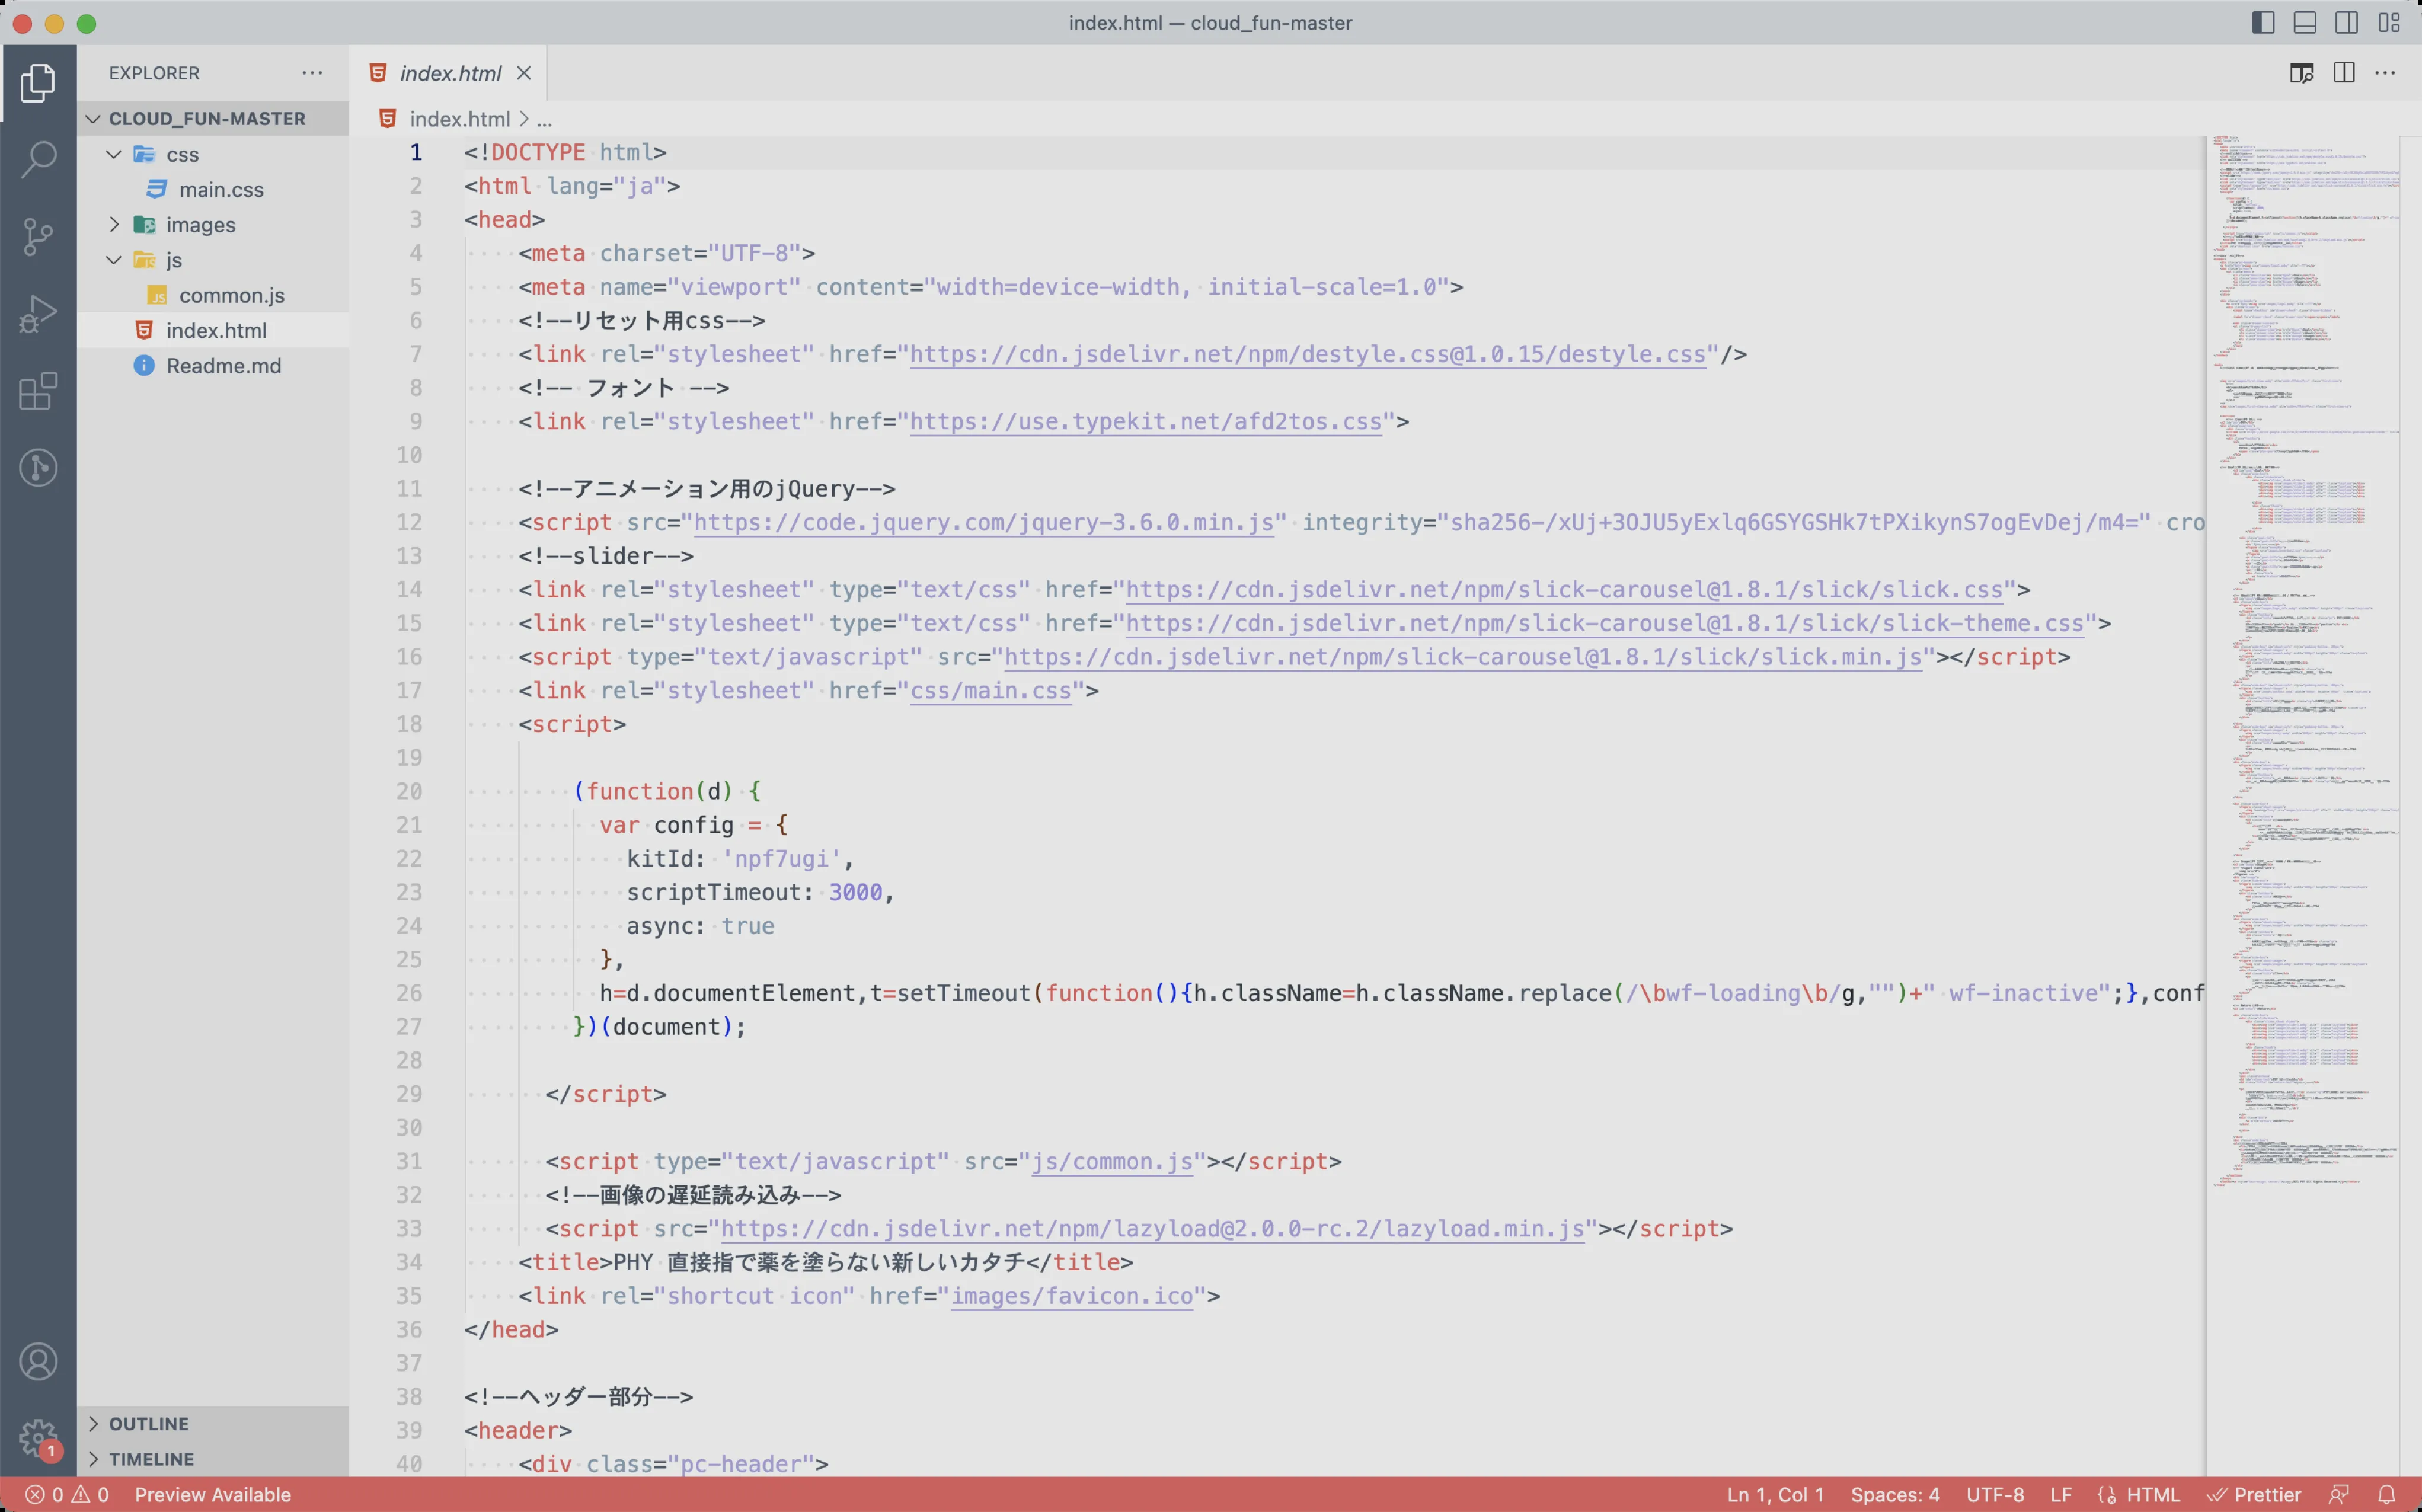 index.html — cloud_fun-master
EXPLORER
index.html
CLOUD_FUN-MASTER
css
main.css
images
js
common.js
index.html
Readme.md
OUTLINE
TIMELINE
index.html > ...
1 <!DOCTYPE html>
2 <html lang="ja">
3 <head>
4 <meta charset="UTF-8">
5 <meta name="viewport" content="width=device-width, initial-scale=1.0">
6 <!--リセット用css-->
7 <link rel="stylesheet" href="https://cdn.jsdelivr.net/npm/destyle.css@1.0.15/destyle.css"/>
8 <!-- フォント -->
9 <link rel="stylesheet" href="https://use.typekit.net/afd2tos.css">
10
11 <!--アニメーション用のjQuery-->
12 <script src="https://code.jquery.com/jquery-3.6.0.min.js" integrity="sha256-/xUj+3OJU5yExlq6GSYGSHk7tPXikynS7ogEvDej/m4=" cro
13 <!--slider-->
14 <link rel="stylesheet" type="text/css" href="https://cdn.jsdelivr.net/npm/slick-carousel@1.8.1/slick/slick.css">
15 <link rel="stylesheet" type="text/css" href="https://cdn.jsdelivr.net/npm/slick-carousel@1.8.1/slick/slick-theme.css">
16 <script type="text/javascript" src="https://cdn.jsdelivr.net/npm/slick-carousel@1.8.1/slick/slick.min.js"></script>
17 <link rel="stylesheet" href="css/main.css">
18 <script>
19
20 (function(d) {
21 var config = {
22 kitId: 'npf7ugi',
23 scriptTimeout: 3000,
24 async: true
25 },
26 h=d.documentElement,t=setTimeout(function(){h.className=h.className.replace(/\bwf-loading\b/g,"")+" wf-inactive";},conf
27 })(document);
28
29 </script>
30
31 <script type="text/javascript" src="js/common.js"></script>
32 <!--画像の遅延読み込み-->
33 <script src="https://cdn.jsdelivr.net/npm/lazyload@2.0.0-rc.2/lazyload.min.js"></script>
34 <title>PHY 直接指で薬を塗らない新しいカタチ</title>
35 <link rel="shortcut icon" href="images/favicon.ico">
36 </head>
37
38 <!--ヘッダー部分-->
39 <header>
40 <div class="pc-header">
1
0 0 Preview Available
Ln 1, Col 1 Spaces: 4 UTF-8 LF HTML Prettier